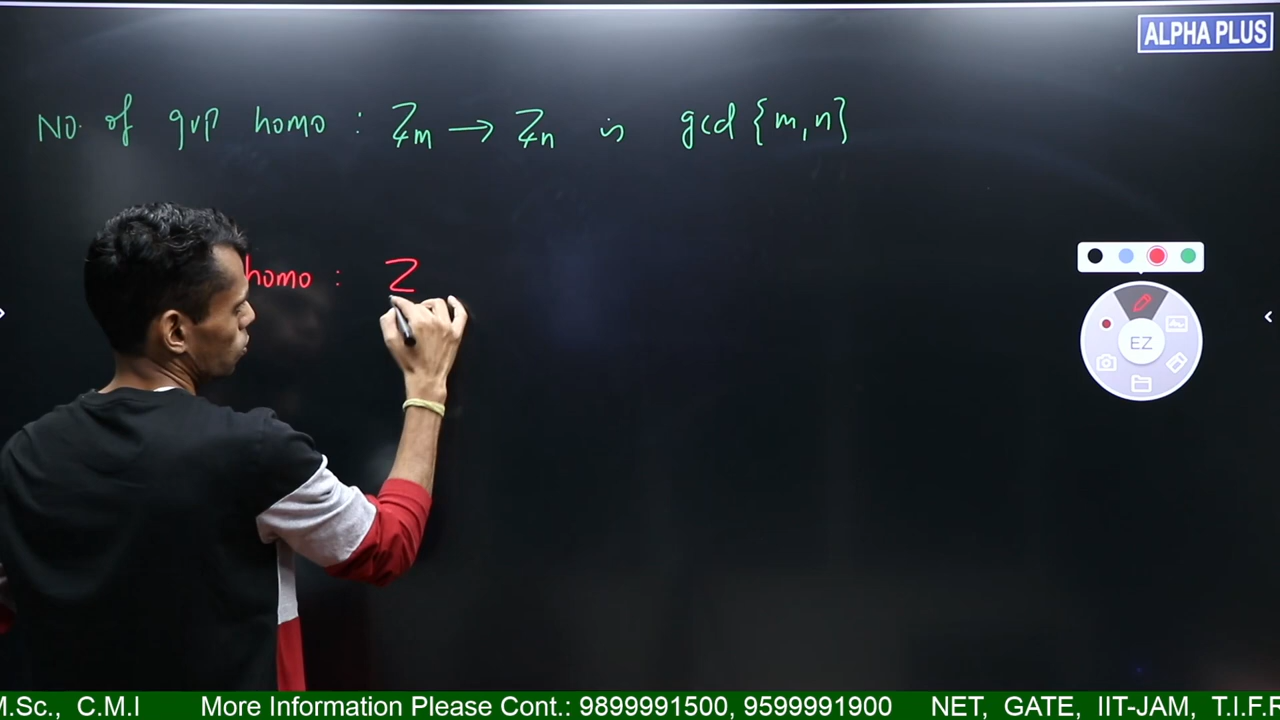 ALPHA PLUS
No. of grp homo : Zm → Zn is gcd {m,n}
homo : Z
EZ
M.Sc., C.M.I More Information Please Cont.: 9899991500, 9599991900 NET, GATE, IIT-JAM, T.I.F.R